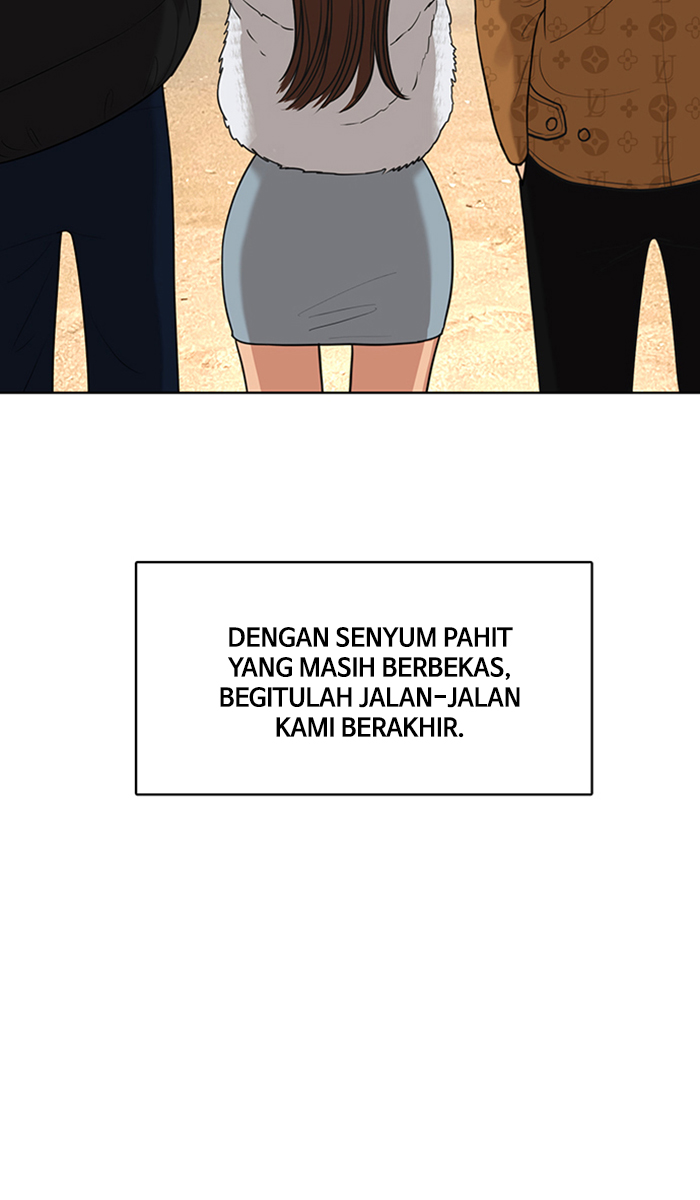 DENGAN SENYUM PAHIT
YANG MASIH BERBEKAS,
BEGITULAH JALAN-JALAN
KAMI BERAKHIR.